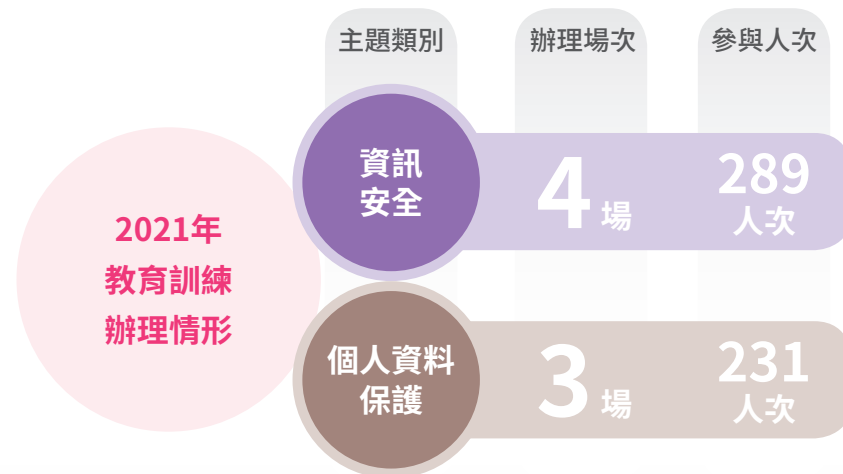 主題類別
辦理場次
參與人次
2021年
教育訓練
辦理情形
資訊
安全
4 場
289
人次
個人資料
保護
3 場
231
人次